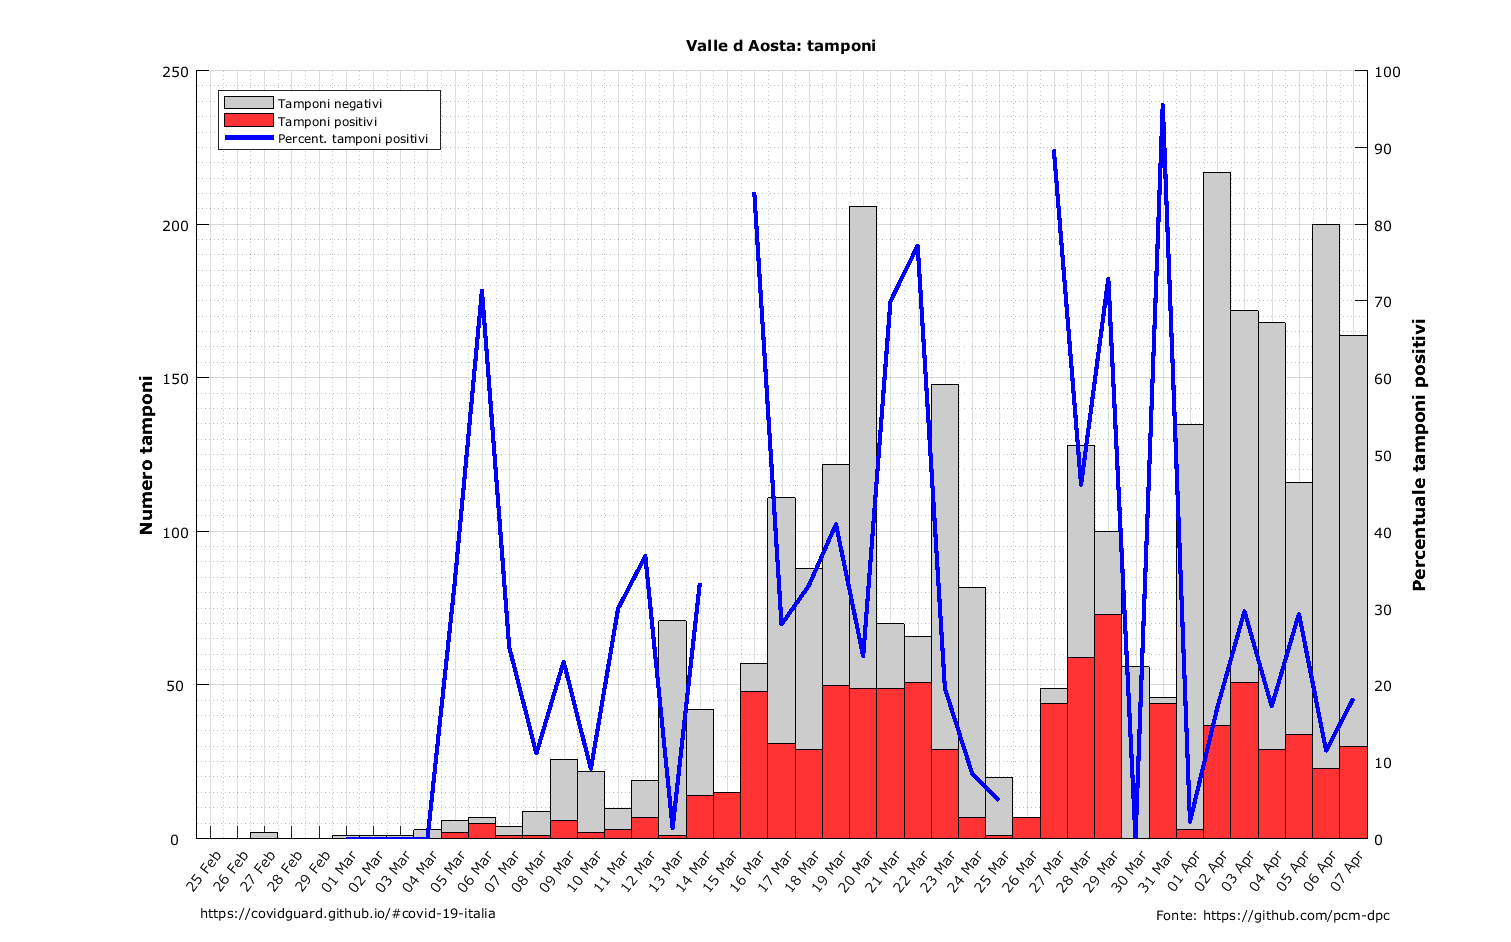 Valle d Aosta: tamponi
Tamponi negativi
Tamponi positivi
Percent. tamponi positivi
Numero tamponi
0
50
100
150
200
250
Percentuale tamponi positivi
0
10
20
30
40
50
60
70
80
90
100
25 Feb
26 Feb
27 Feb
28 Feb
29 Feb
01 Mar
02 Mar
03 Mar
04 Mar
05 Mar
06 Mar
07 Mar
08 Mar
09 Mar
10 Mar
11 Mar
12 Mar
13 Mar
14 Mar
15 Mar
16 Mar
17 Mar
18 Mar
19 Mar
20 Mar
21 Mar
22 Mar
23 Mar
24 Mar
25 Mar
26 Mar
27 Mar
28 Mar
29 Mar
30 Mar
31 Mar
01 Apr
02 Apr
03 Apr
04 Apr
05 Apr
06 Apr
07 Apr
https://covidguard.github.io/#covid-19-italia
Fonte: https://github.com/pcm-dpc